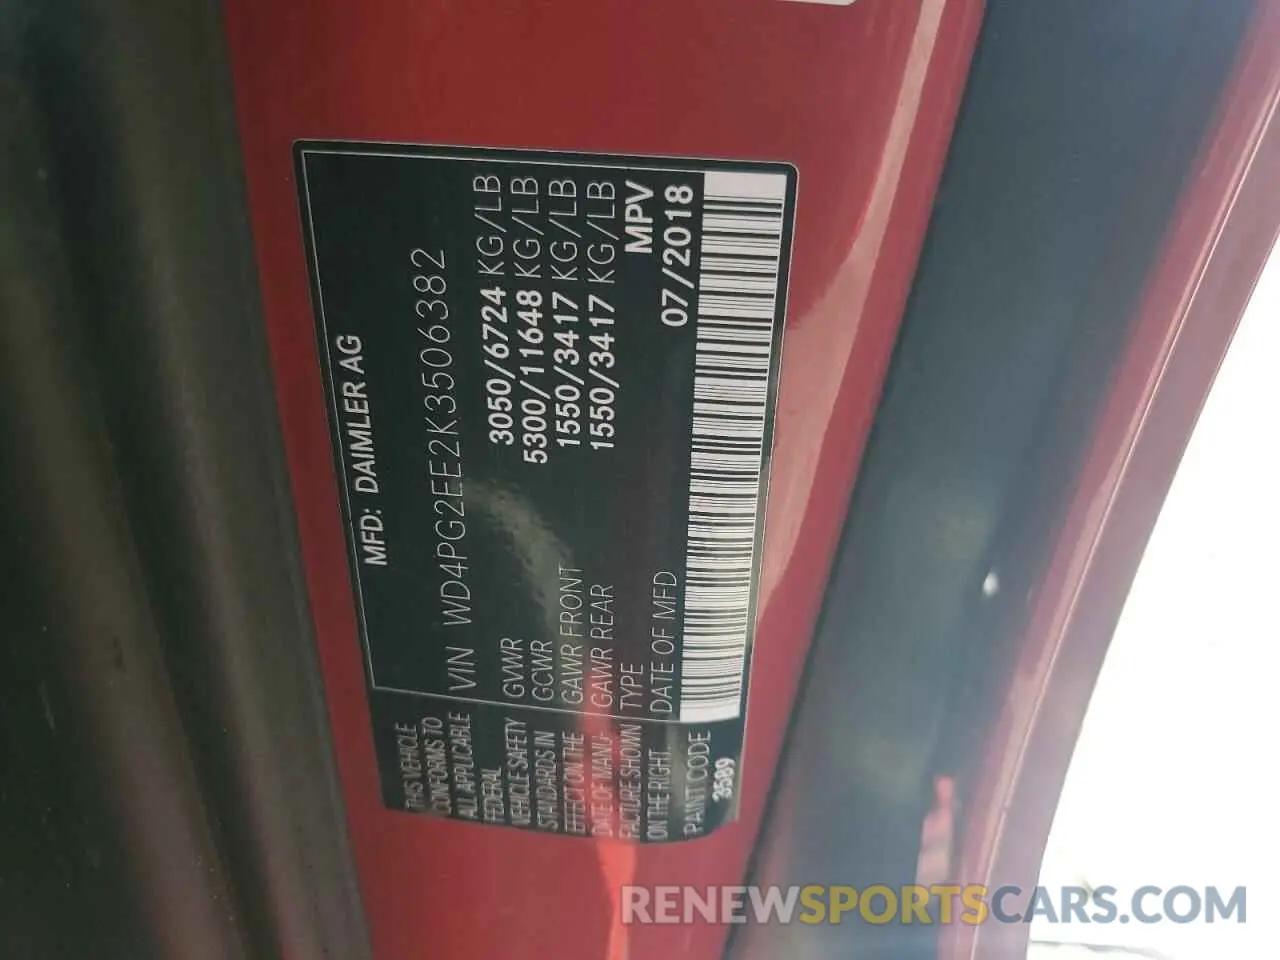 MFD: DAIMLER AG
VIN WD4PG2EE2K3506382
GVWR 3050/6724 KG/LB
GCWR 5300/11648 KG/LB
GAWR FRONT 1550/3417 KG/LB
GAWR REAR 1550/3417 KG/LB
TYPE MPV
DATE OF MFD 07/2018
THIS VEHICLE
CONFORMS TO
ALL APPLICABLE
FEDERAL
VEHICLE SAFETY
STANDARDS IN
EFFECT ON THE
DATE OF MANU-
FACTURE SHOWN
ON THE RIGHT.
PAINT CODE
3589
RENEWSPORTSCARS.COM